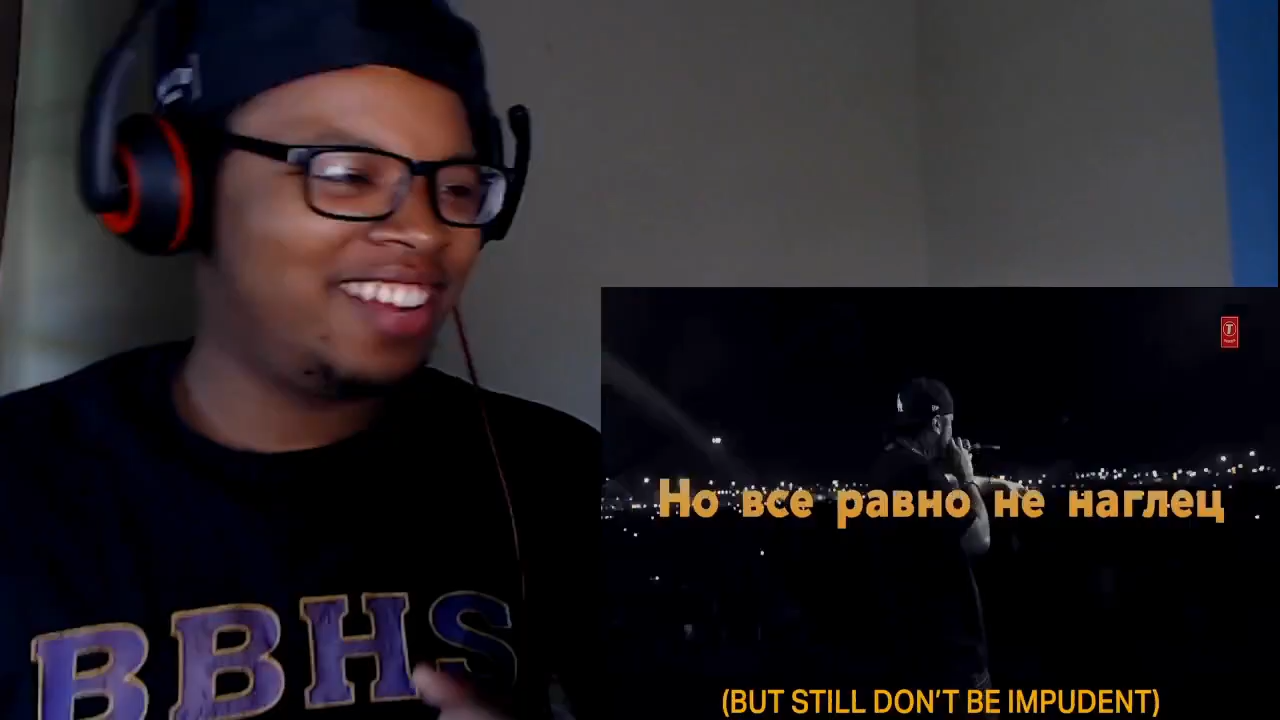 BBHS
Но все равно не наглец
(BUT STILL DON'T BE IMPUDENT)